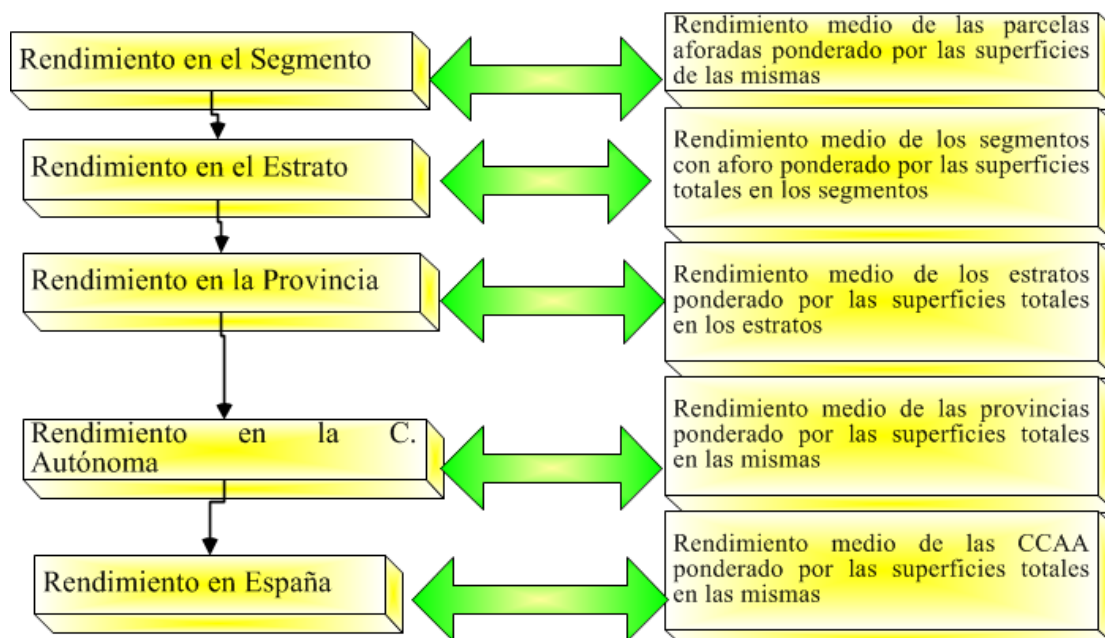 Rendimiento en el Segmento
Rendimiento medio de las parcelas
aforadas ponderado por las superficies
de las mismas
Rendimiento en el Estrato
Rendimiento medio de los segmentos
con aforo ponderado por las superficies
totales en los segmentos
Rendimiento en la Provincia
Rendimiento medio de los estratos
ponderado por las superficies totales
en los estratos
Rendimiento en la C.
Autónoma
Rendimiento medio de las provincias
ponderado por las superficies totales
en las mismas
Rendimiento en España
Rendimiento medio de las CCAA
ponderado por las superficies totales
en las mismas